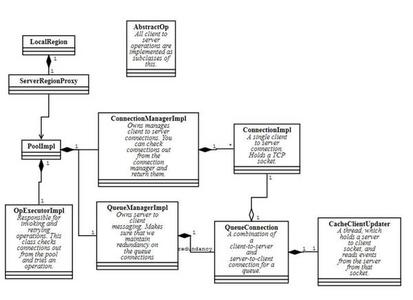 LocalRegion
1
1
ServerRegionProxy
AbstractOp
All client to
server
operations are
implemented as
subclasses of
this.
PoolImpl
1
1
1
1
ConnectionManagerImpl
Owns manages
client to server
connections. You
can check
connections out
from the
connection
manager and
return them.
1
*
ConnectionImpl
A single client
to server
connection.
Holds a TCP
socket.
1
OpExecutorImpl
Responsible for
invoking and
retrying
operations. This
class checks
connections out
from the pool
and tries an
operation.
QueueManagerImpl
Owns server to
client
messaging. Makes
sure that we
maintain
redundancy on
the queue
connections
1
redundancy
1
QueueConnection
A combination of
a
client-to-server
and
server-to-client
connection for a
queue.
1
1
CacheClientUpdater
A thread, which
holds a server
to client
socket, and
reads events
from the server
from that
socket.